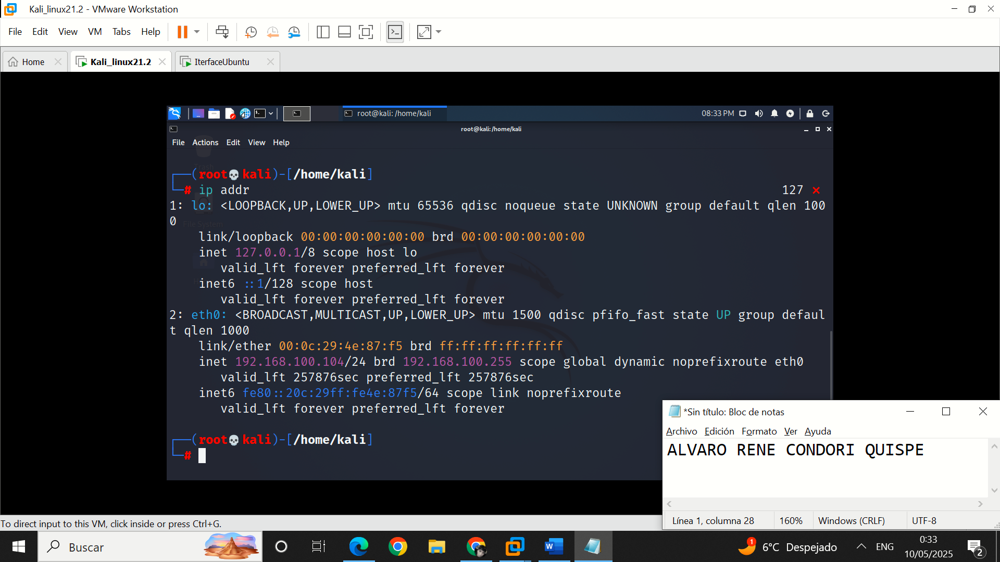 Kali_linux21.2 - VMware Workstation
File Edit View VM Tabs Help
Home Kali_linux21.2 IterfaceUbuntu
root@kali: /home/kali 08:33 PM
root@kali: /home/kali
File Actions Edit View Help
Trash
┌──(root💀kali)-[/home/kali]
└─# ip addr 127 ⨯
1: lo: <LOOPBACK,UP,LOWER_UP> mtu 65536 qdisc noqueue state UNKNOWN group default qlen 100
0
File System
link/loopback 00:00:00:00:00:00 brd 00:00:00:00:00:00
inet 127.0.0.1/8 scope host lo
valid_lft forever preferred_lft forever
inet6 ::1/128 scope host
valid_lft forever preferred_lft forever
2: eth0: <BROADCAST,MULTICAST,UP,LOWER_UP> mtu 1500 qdisc pfifo_fast state UP group defaul
t qlen 1000
link/ether 00:0c:29:4e:87:f5 brd ff:ff:ff:ff:ff:ff
inet 192.168.100.104/24 brd 192.168.100.255 scope global dynamic noprefixroute eth0
valid_lft 257876sec preferred_lft 257876sec
inet6 fe80::20c:29ff:fe4e:87f5/64 scope link noprefixroute
valid_lft forever preferred_lft forever
┌──(root💀kali)-[/home/kali]
└─#
*Sin título: Bloc de notas
Archivo Edición Formato Ver Ayuda
ALVARO RENE CONDORI QUISPE
Línea 1, columna 28 160% Windows (CRLF) UTF-8
To direct input to this VM, click inside or press Ctrl+G.
Buscar
1 6°C Despejado ENG 0:33
10/05/2025 2